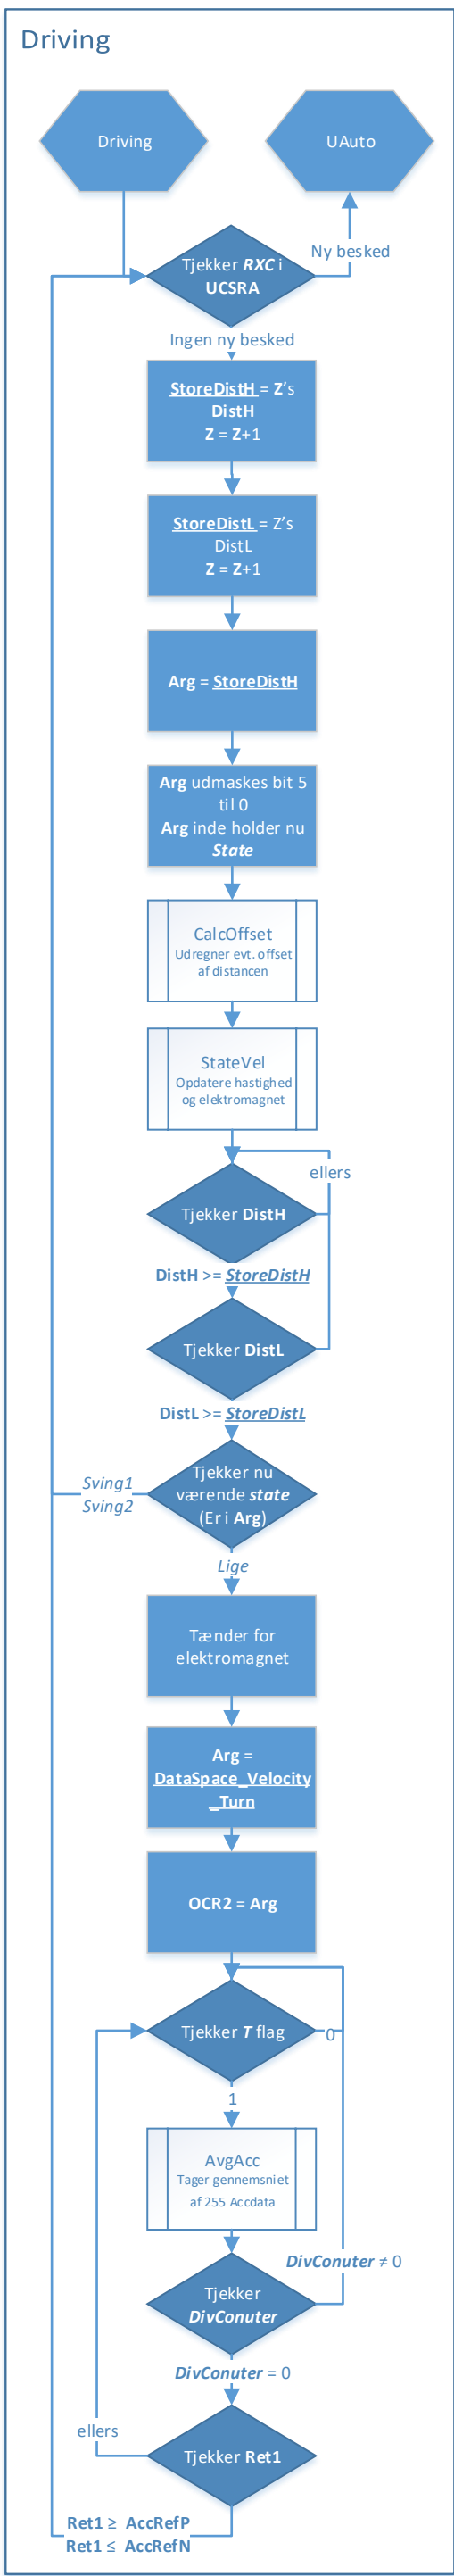 Driving
Driving
UAuto
Tjekker RXC i
UCSRA
Ny besked
Ingen ny besked
StoreDistH = Z's
DistH
Z = Z+1
StoreDistL = Z's
DistL
Z = Z+1
Arg = StoreDistH
Arg udmaskes bit 5
til 0
Arg inde holder nu
State
CalcOffset
Udregner evt. offset
af distancen
StateVel
Opdatere hastighed
og elektromagnet
ellers
Tjekker DistH
DistH >= StoreDistH
Tjekker DistL
DistL >= StoreDistL
Tjekker nu
værende state
(Er i Arg)
Sving1
Sving2
Lige
Tænder for
elektromagnet
Arg =
DataSpace_Velocity
_Turn
OCR2 = Arg
Tjekker T flag
0
1
AvgAcc
Tager gennemsniet
af 255 Accdata
DivConuter ≠ 0
Tjekker
DivConuter
DivConuter = 0
ellers
Tjekker Ret1
Ret1 ≥ AccRefP
Ret1 ≤ AccRefN